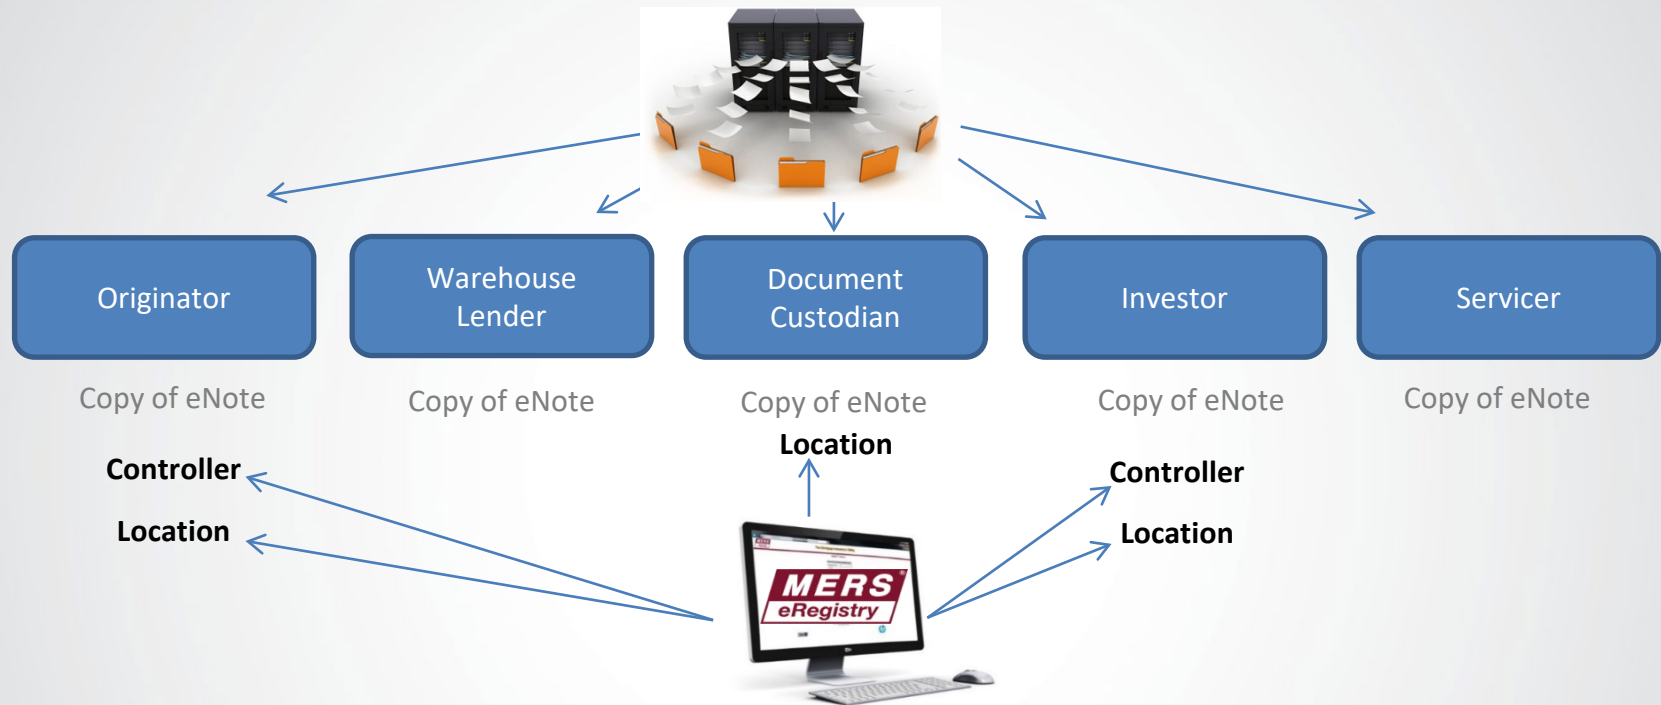 Originator
Warehouse
Lender
Document
Custodian
Investor
Servicer
Copy of eNote
Copy of eNote
Copy of eNote
Copy of eNote
Copy of eNote
Location
Controller
Location
Controller
Location
MERS®
eRegistry